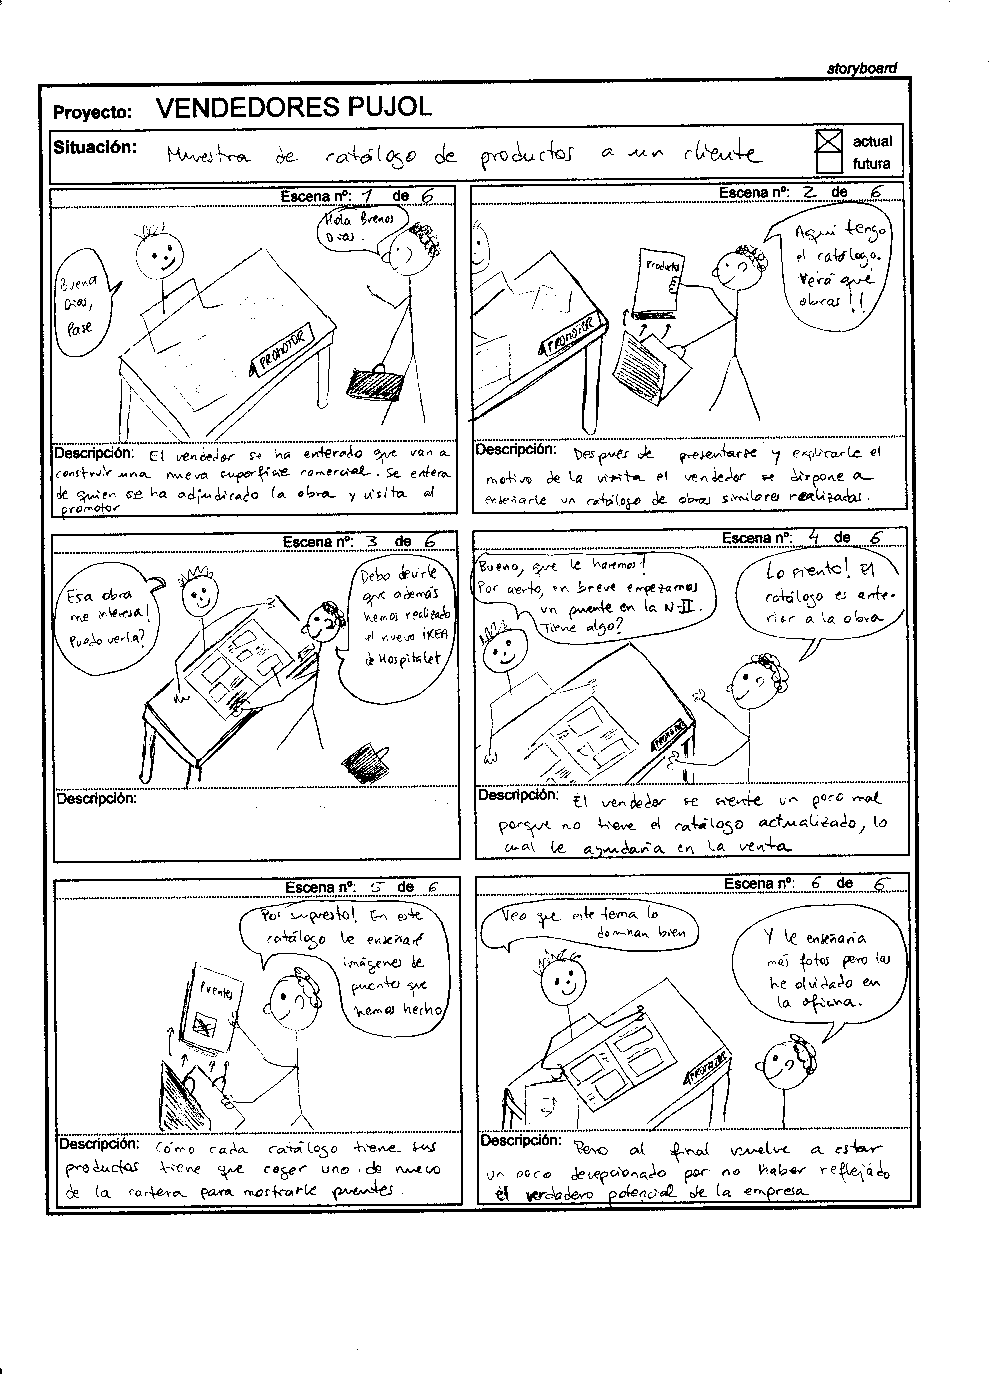 storyboard
Proyecto: VENDEDORES PUJOL
Situación: Muestra de catálogo de productos a un cliente
actual
futura
Escena nº: 1 de 6
Buenos
Dias,
Pase
Hola Buenos
Dias.
PROMOTOR
Descripción: El vendedor se ha enterado que van a
construir una nueva superficie comercial. Se entera
de quien se ha adjudicado la obra y visita al
promotor
Escena nº: 2 de 6
Aqui tengo
el catálogo.
Verá qué
obras!!
Productos
PROMOTOR
Descripción: Después de presentarse y explicarle el
motivo de la visita el vendedor se dispone a
enseñarle un catálogo de obras similares realizadas.
Escena nº: 3 de 6
Esa obra
me interesa!
Puedo verla?
Debo decirle
que además
hemos realizado
el nuevo IKEA
de Hospitalet
Descripción:
Escena nº: 4 de 6
Bueno, que le haremos!
Por cierto, en breve empezamos
un puente en la N-II.
Tiene algo?
Lo siento! El
catálogo es ante-
rior a la obra
PROMOTOR
Descripción: El vendedor se siente un poco mal
porque no tiene el catálogo actualizado, lo
cual le ayudaria en la venta
Escena nº: 5 de 6
Por supuesto! En este
catálogo le enseñaré
imágenes de
puentes que
hemos hecho
Puentes
Descripción: Cómo cada catálogo tiene sus
productos tiene que coger uno de nuevo
de la cartera para mostrarle puentes.
Escena nº: 6 de 6
Veo que este tema lo
dominan bien
Y le enseñaria
más fotos pero las
he olvidado en
la oficina.
PROMOTOR
Descripción: Pero al final vuelve a estar
un poco decepcionado por no haber reflejado
el verdadero potencial de la empresa